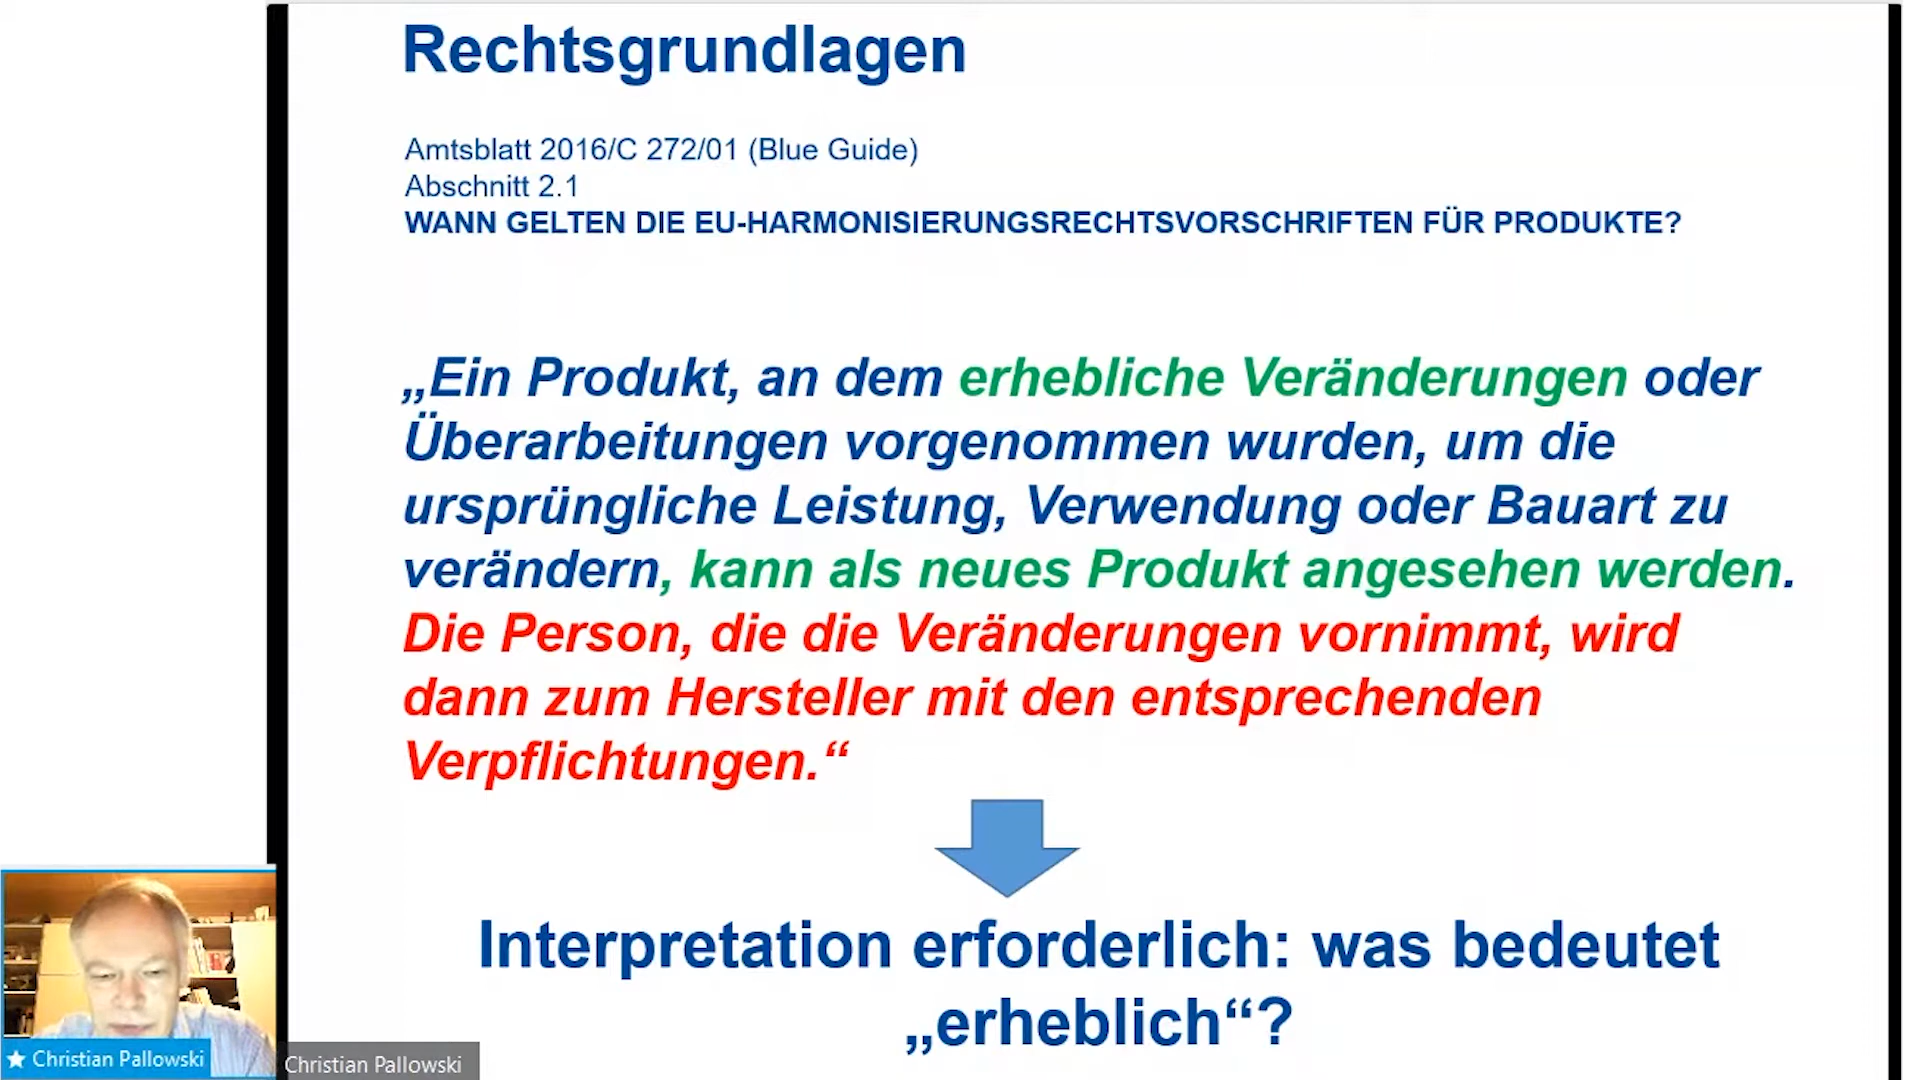 Rechtsgrundlagen
Amtsblatt 2016/C 272/01 (Blue Guide)
Abschnitt 2.1
WANN GELTEN DIE EU-HARMONISIERUNGSRECHTSVORSCHRIFTEN FÜR PRODUKTE?
„Ein Produkt, an dem erhebliche Veränderungen oder
Überarbeitungen vorgenommen wurden, um die
ursprüngliche Leistung, Verwendung oder Bauart zu
verändern, kann als neues Produkt angesehen werden.
Die Person, die die Veränderungen vornimmt, wird
dann zum Hersteller mit den entsprechenden
Verpflichtungen.“
Interpretation erforderlich: was bedeutet
„erheblich“?
Christian Pallowski
Christian Pallowski